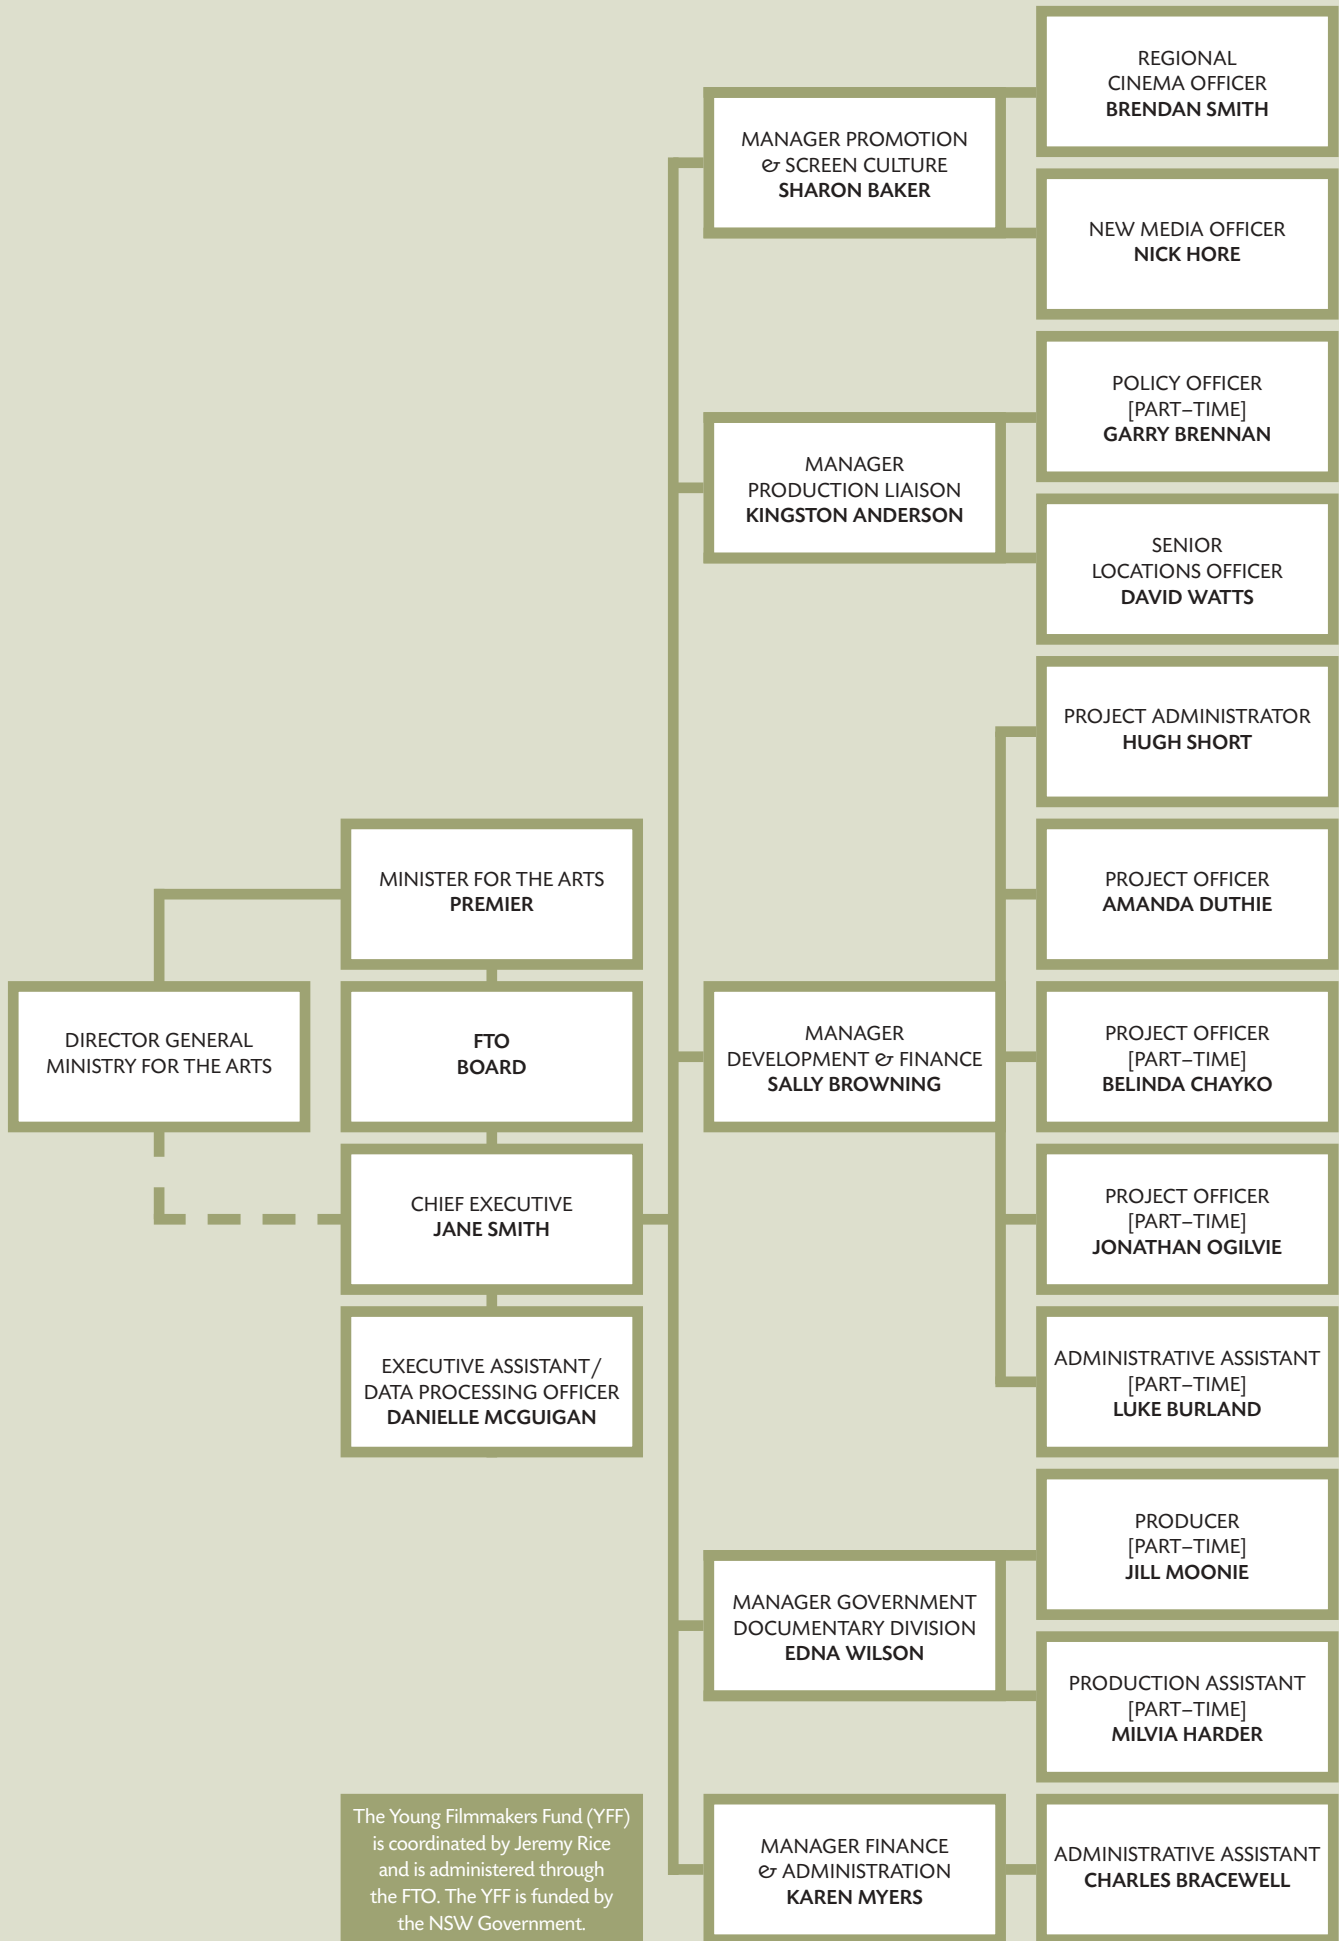 DIRECTOR GENERAL
MINISTRY FOR THE ARTS
MINISTER FOR THE ARTS
PREMIER
FTO
BOARD
CHIEF EXECUTIVE
JANE SMITH
EXECUTIVE ASSISTANT/
DATA PROCESSING OFFICER
DANIELLE MCGUIGAN
The Young Filmmakers Fund (YFF)
is coordinated by Jeremy Rice
and is administered through
the FTO. The YFF is funded by
the NSW Government.
MANAGER PROMOTION
& SCREEN CULTURE
SHARON BAKER
REGIONAL
CINEMA OFFICER
BRENDAN SMITH
NEW MEDIA OFFICER
NICK HORE
MANAGER
PRODUCTION LIAISON
KINGSTON ANDERSON
POLICY OFFICER
[PART–TIME]
GARRY BRENNAN
SENIOR
LOCATIONS OFFICER
DAVID WATTS
MANAGER
DEVELOPMENT & FINANCE
SALLY BROWNING
PROJECT ADMINISTRATOR
HUGH SHORT
PROJECT OFFICER
AMANDA DUTHIE
PROJECT OFFICER
[PART–TIME]
BELINDA CHAYKO
PROJECT OFFICER
[PART–TIME]
JONATHAN OGILVIE
ADMINISTRATIVE ASSISTANT
[PART–TIME]
LUKE BURLAND
MANAGER GOVERNMENT
DOCUMENTARY DIVISION
EDNA WILSON
PRODUCER
[PART–TIME]
JILL MOONIE
PRODUCTION ASSISTANT
[PART–TIME]
MILVIA HARDER
MANAGER FINANCE
& ADMINISTRATION
KAREN MYERS
ADMINISTRATIVE ASSISTANT
CHARLES BRACEWELL